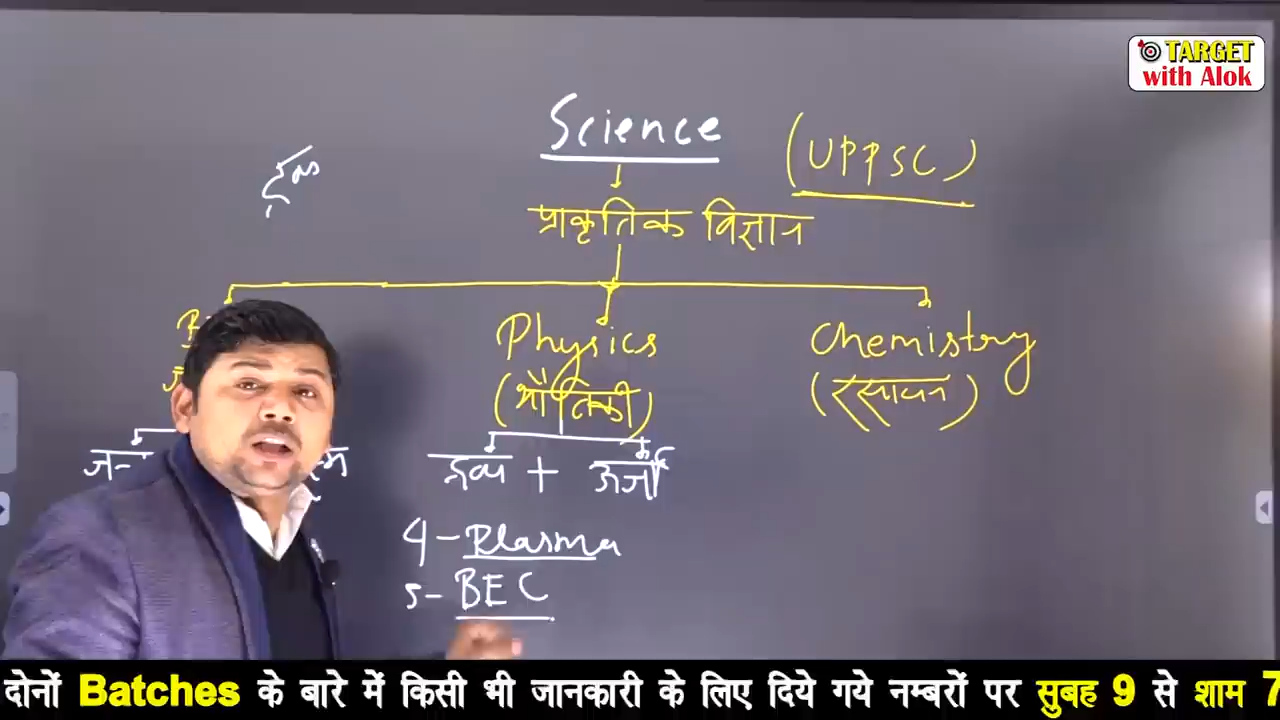 TARGET
with Alok
Science
(UPPSC)
प्राकृतिक विज्ञान
Physics
(भौतिकी)
Chemistry
(रसायन)
द्रव्य + ऊर्जा
4 - Plasma
5 - BEC
दोनों Batches के बारे में किसी भी जानकारी के लिए दिये गये नम्बरों पर सुबह 9 से शाम 7